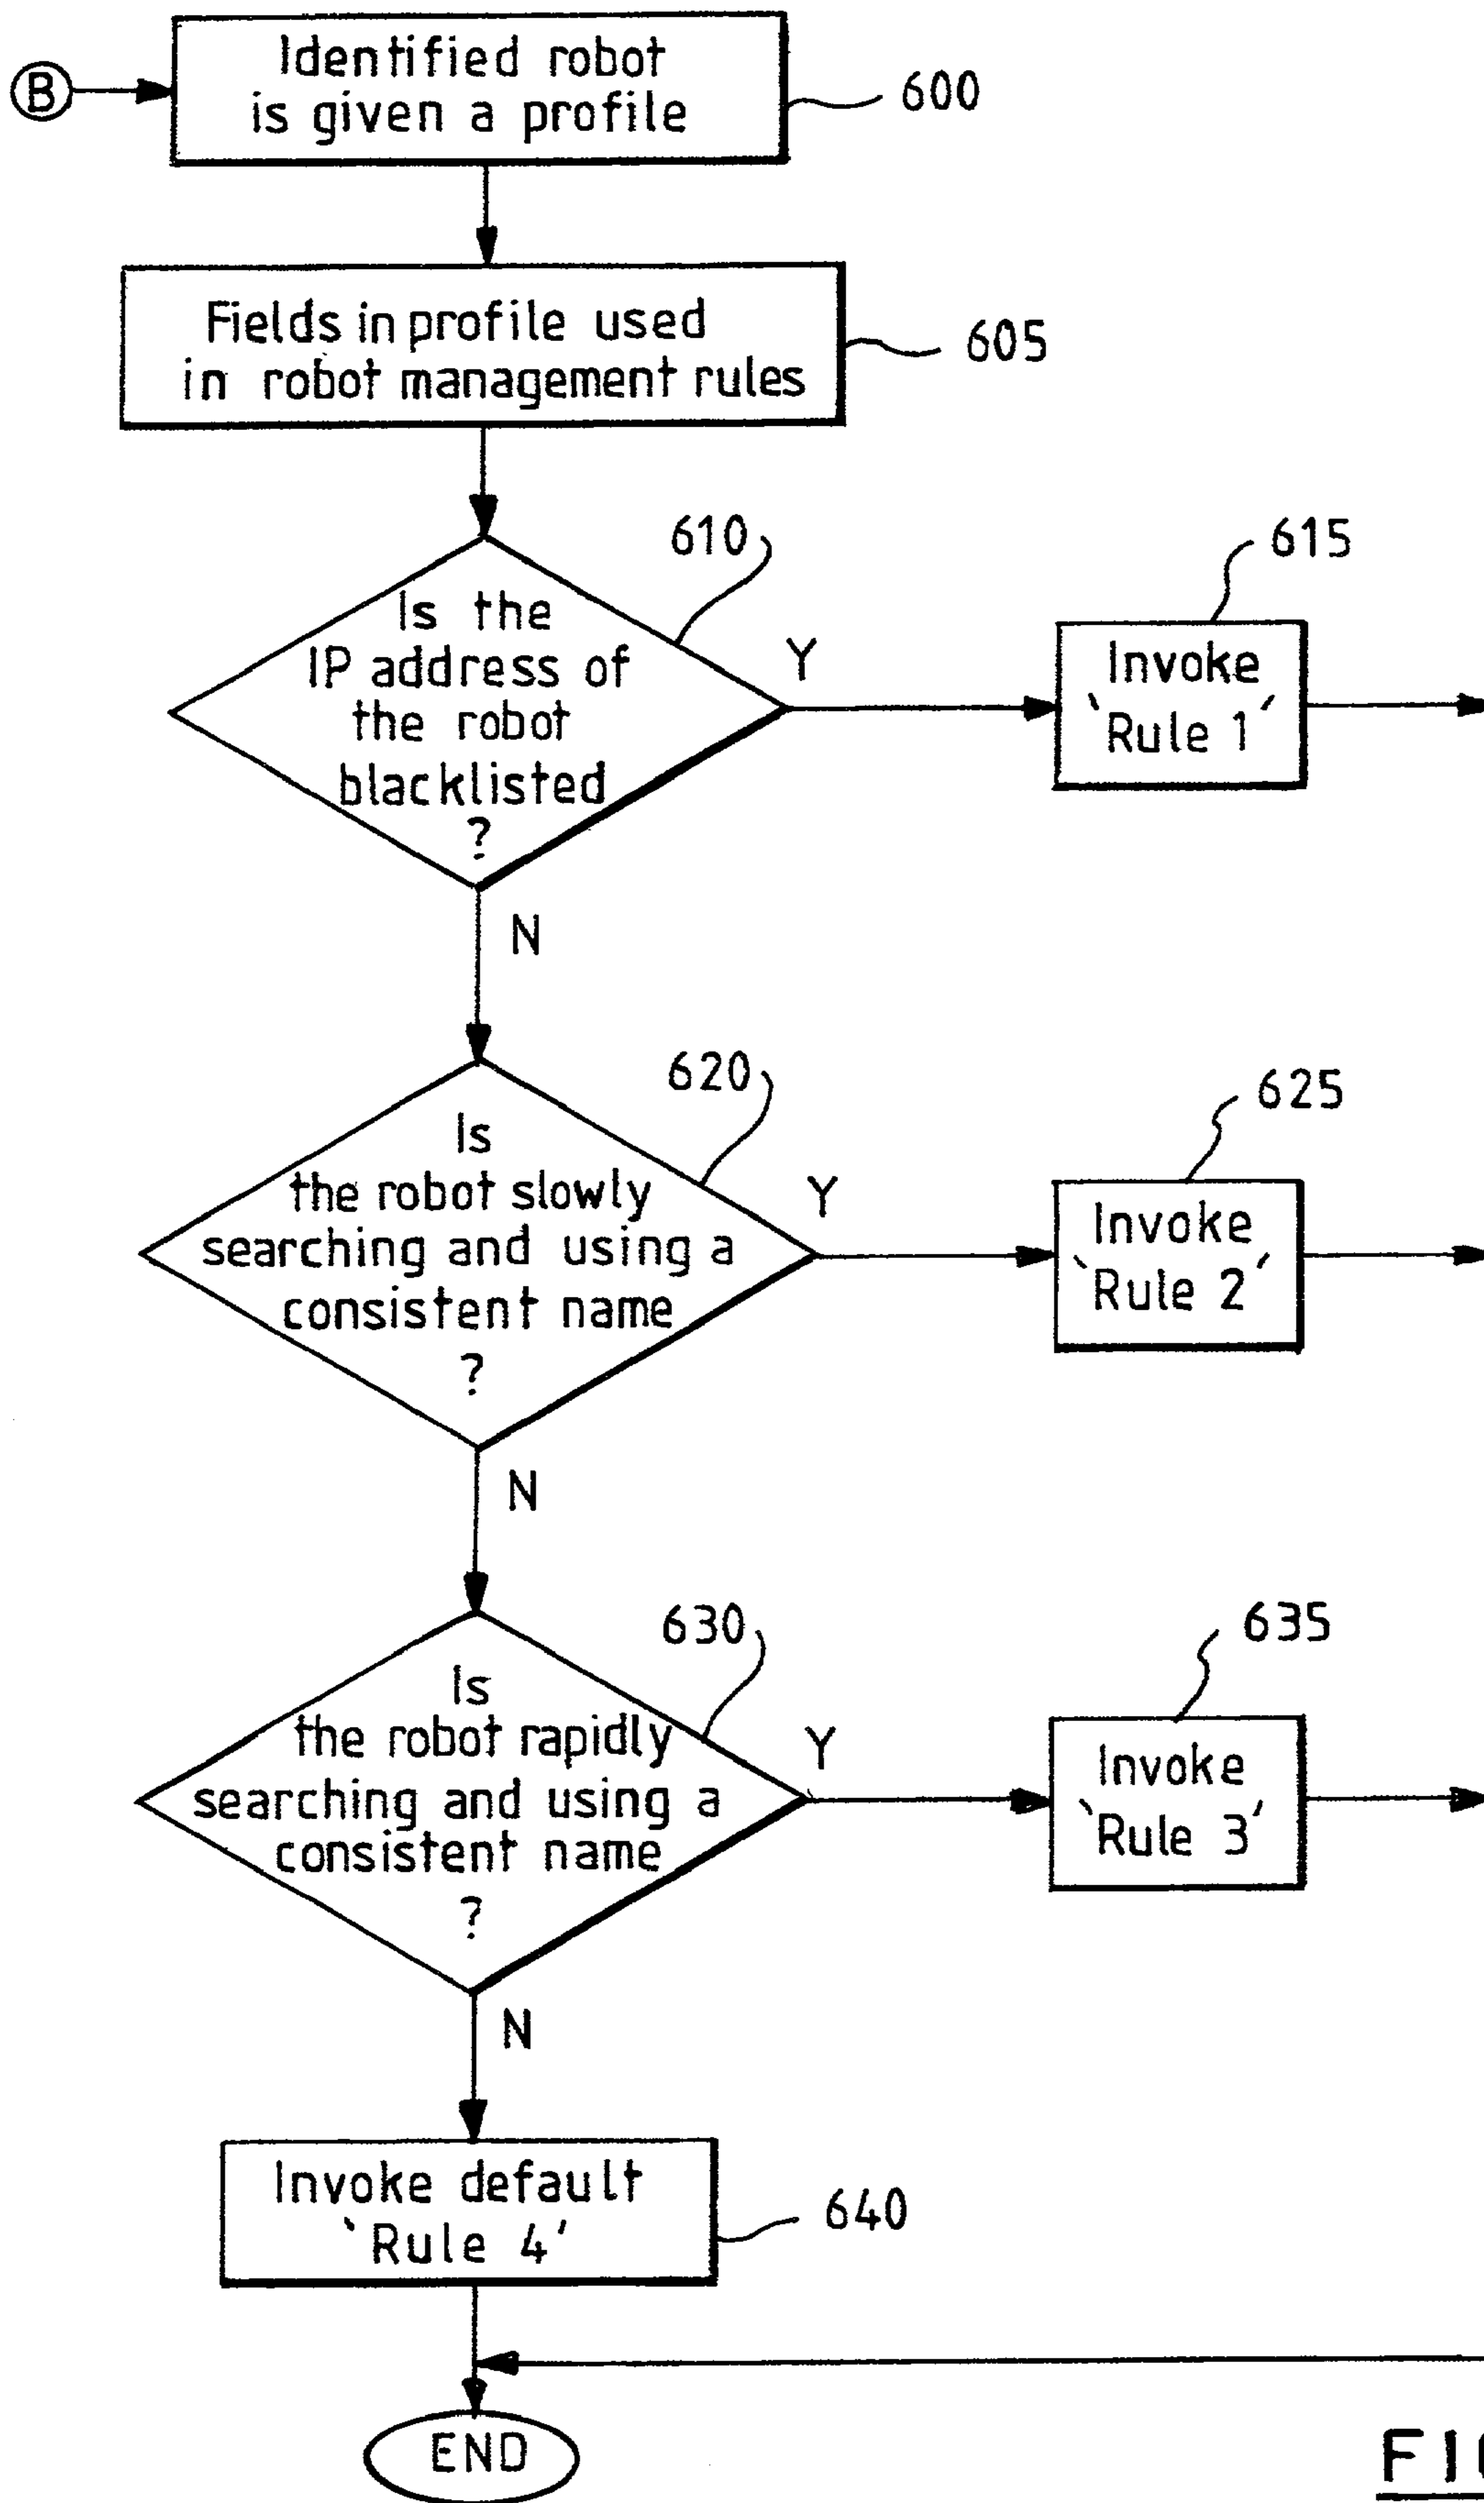 Identified robot
is given a profile
B
600
Fields in profile used
in robot management rules
605
610
615
Is the
IP address of
the robot
blacklisted
?
Y
Invoke
`Rule 1´
N
620
625
Is
the robot slowly
searching and using a
consistent name
?
Y
Invoke
`Rule 2´
N
630
635
Is
the robot rapidly
searching and using a
consistent name
?
Y
Invoke
`Rule 3´
N
Invoke default
`Rule 4´
640
END